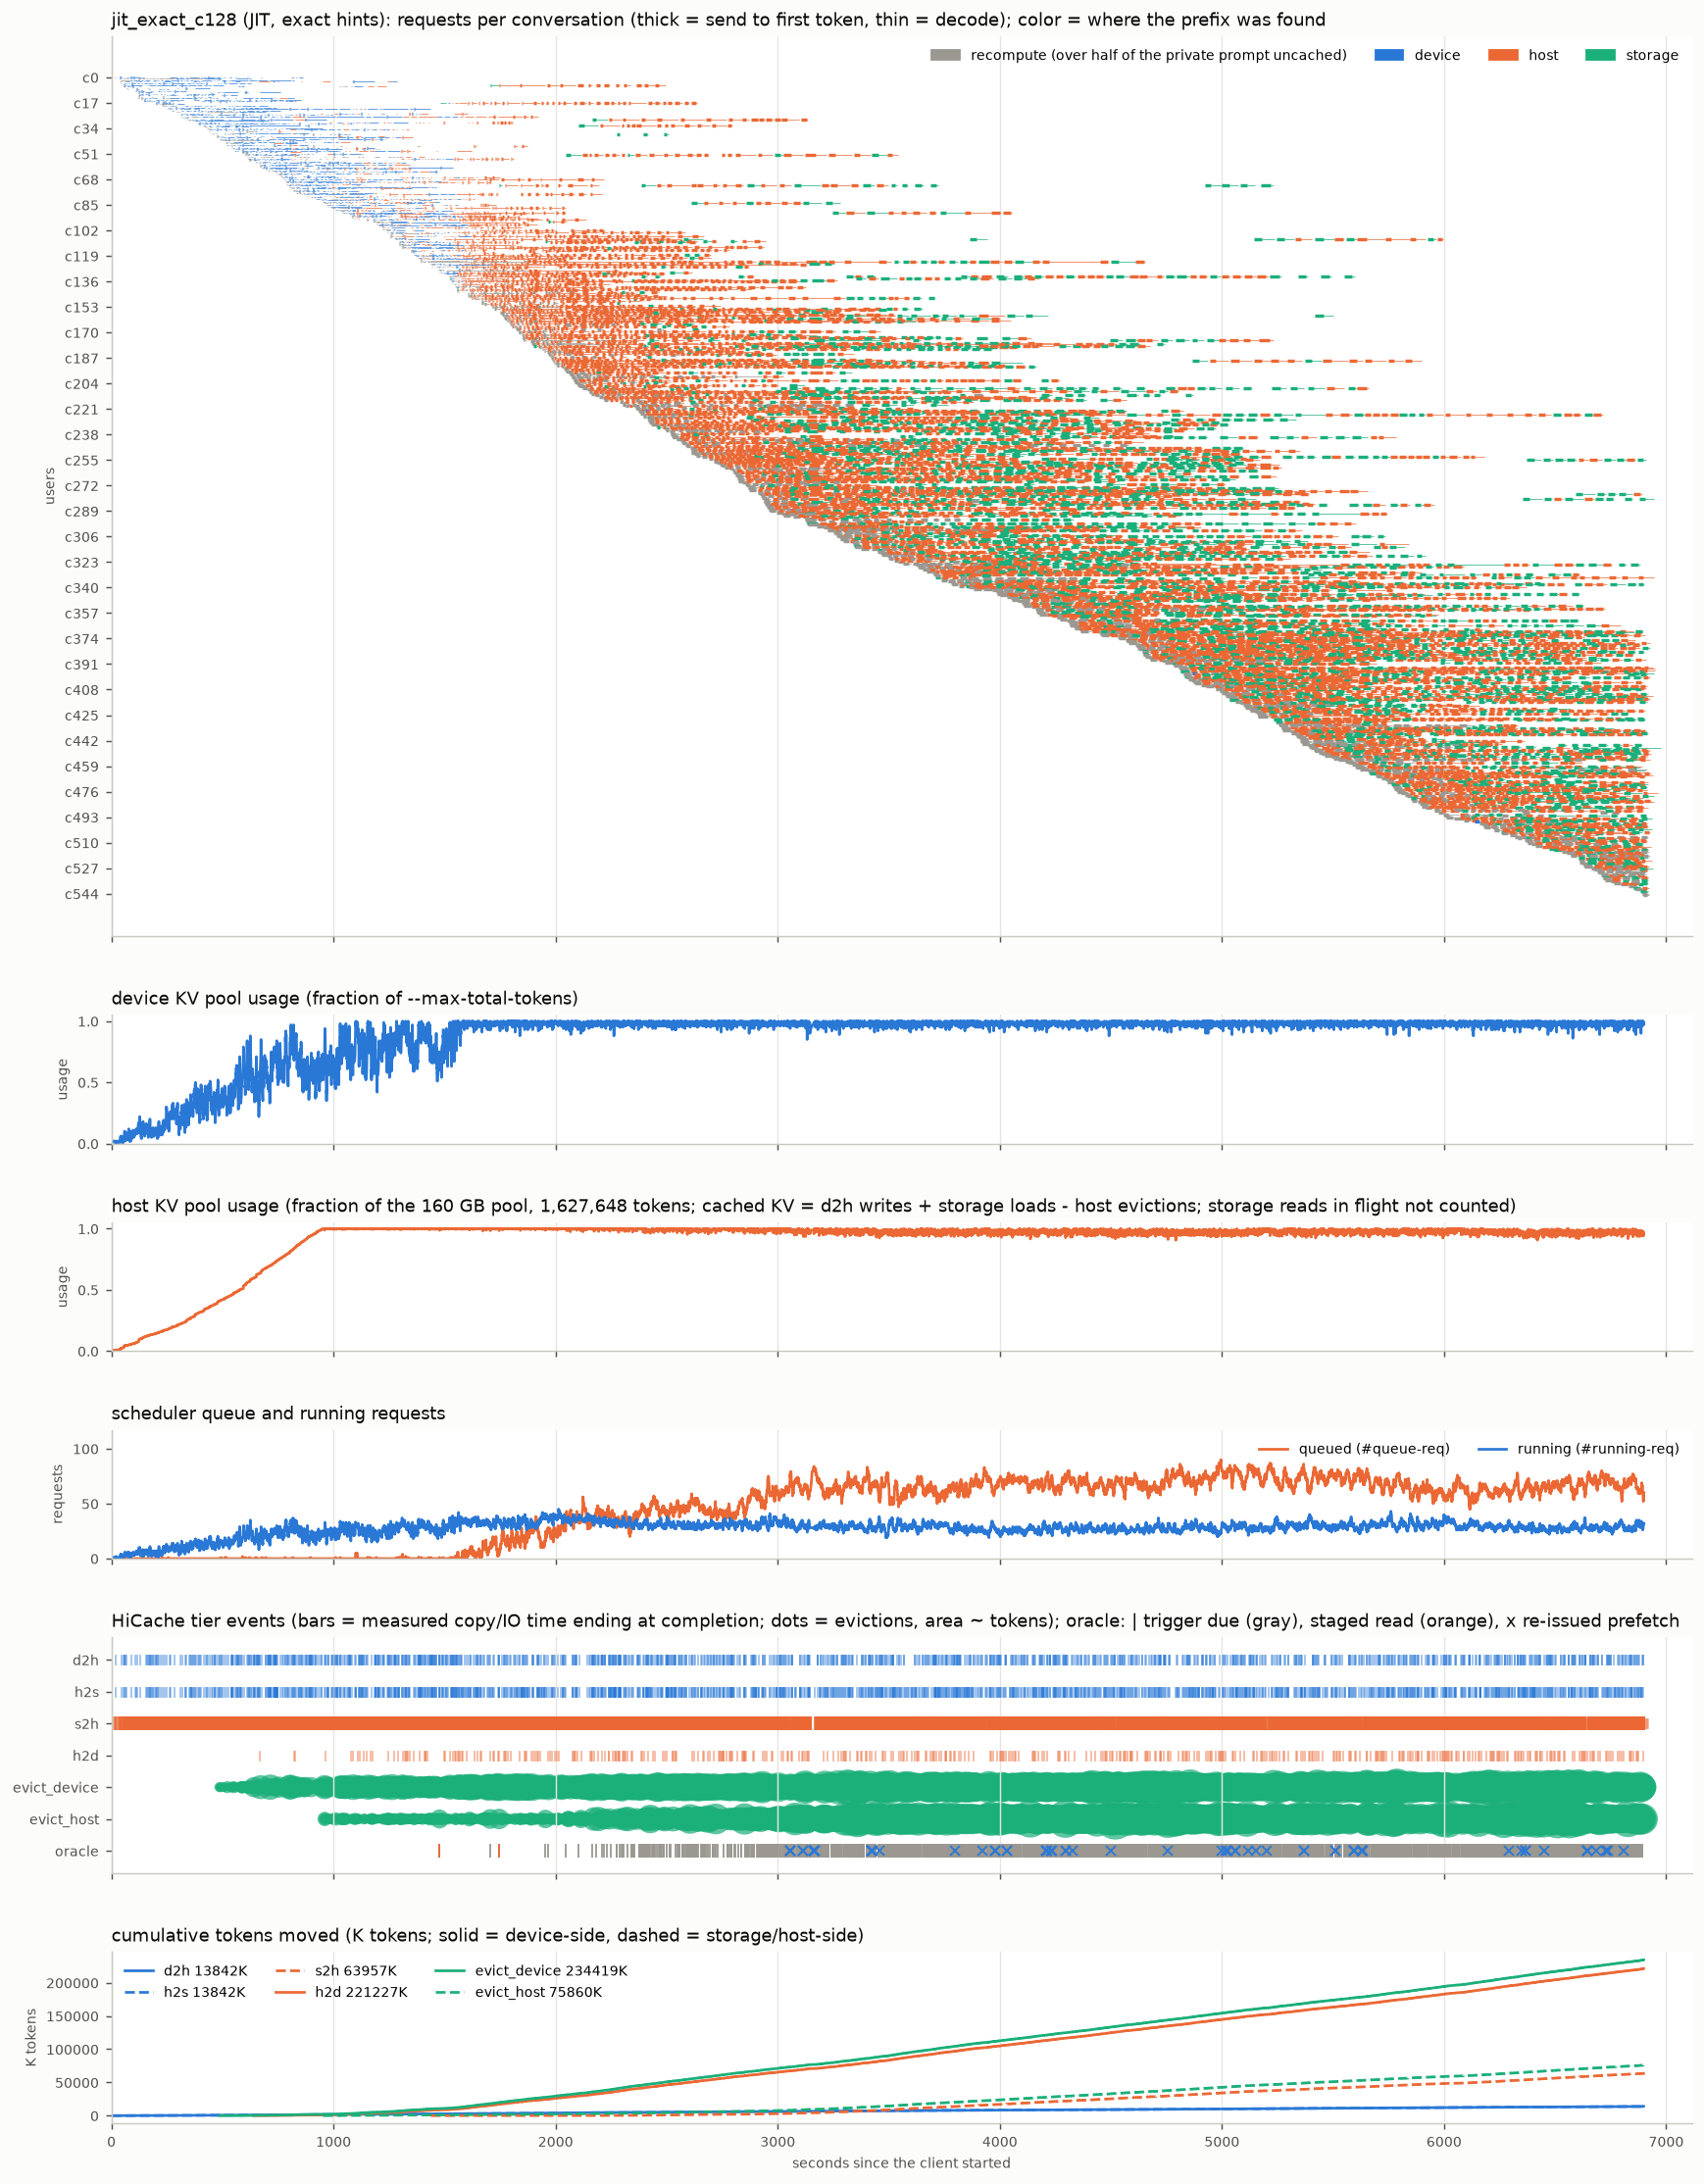 jit_exact_c128 (JIT, exact hints): requests per conversation (thick = send to first token, thin = decode); color = where the prefix was found
recompute (over half of the private prompt uncached) device host storage
c0
c17
c34
c51
c68
c85
c102
c119
c136
c153
c170
c187
c204
c221
c238
c255
c272
c289
c306
c323
c340
c357
c374
c391
c408
c425
c442
c459
c476
c493
c510
c527
c544
users
device KV pool usage (fraction of --max-total-tokens)
1.0
0.5
0.0
usage
host KV pool usage (fraction of the 160 GB pool, 1,627,648 tokens; cached KV = d2h writes + storage loads - host evictions; storage reads in flight not counted)
1.0
0.5
0.0
usage
scheduler queue and running requests
queued (#queue-req) running (#running-req)
100
50
0
requests
HiCache tier events (bars = measured copy/IO time ending at completion; dots = evictions, area ~ tokens); oracle: | trigger due (gray), staged read (orange), x re-issued prefetch
d2h
h2s
s2h
h2d
evict_device
evict_host
oracle
cumulative tokens moved (K tokens; solid = device-side, dashed = storage/host-side)
d2h 13842K s2h 63957K evict_device 234419K
h2s 13842K h2d 221227K evict_host 75860K
200000
150000
100000
50000
0
K tokens
0 1000 2000 3000 4000 5000 6000 7000
seconds since the client started